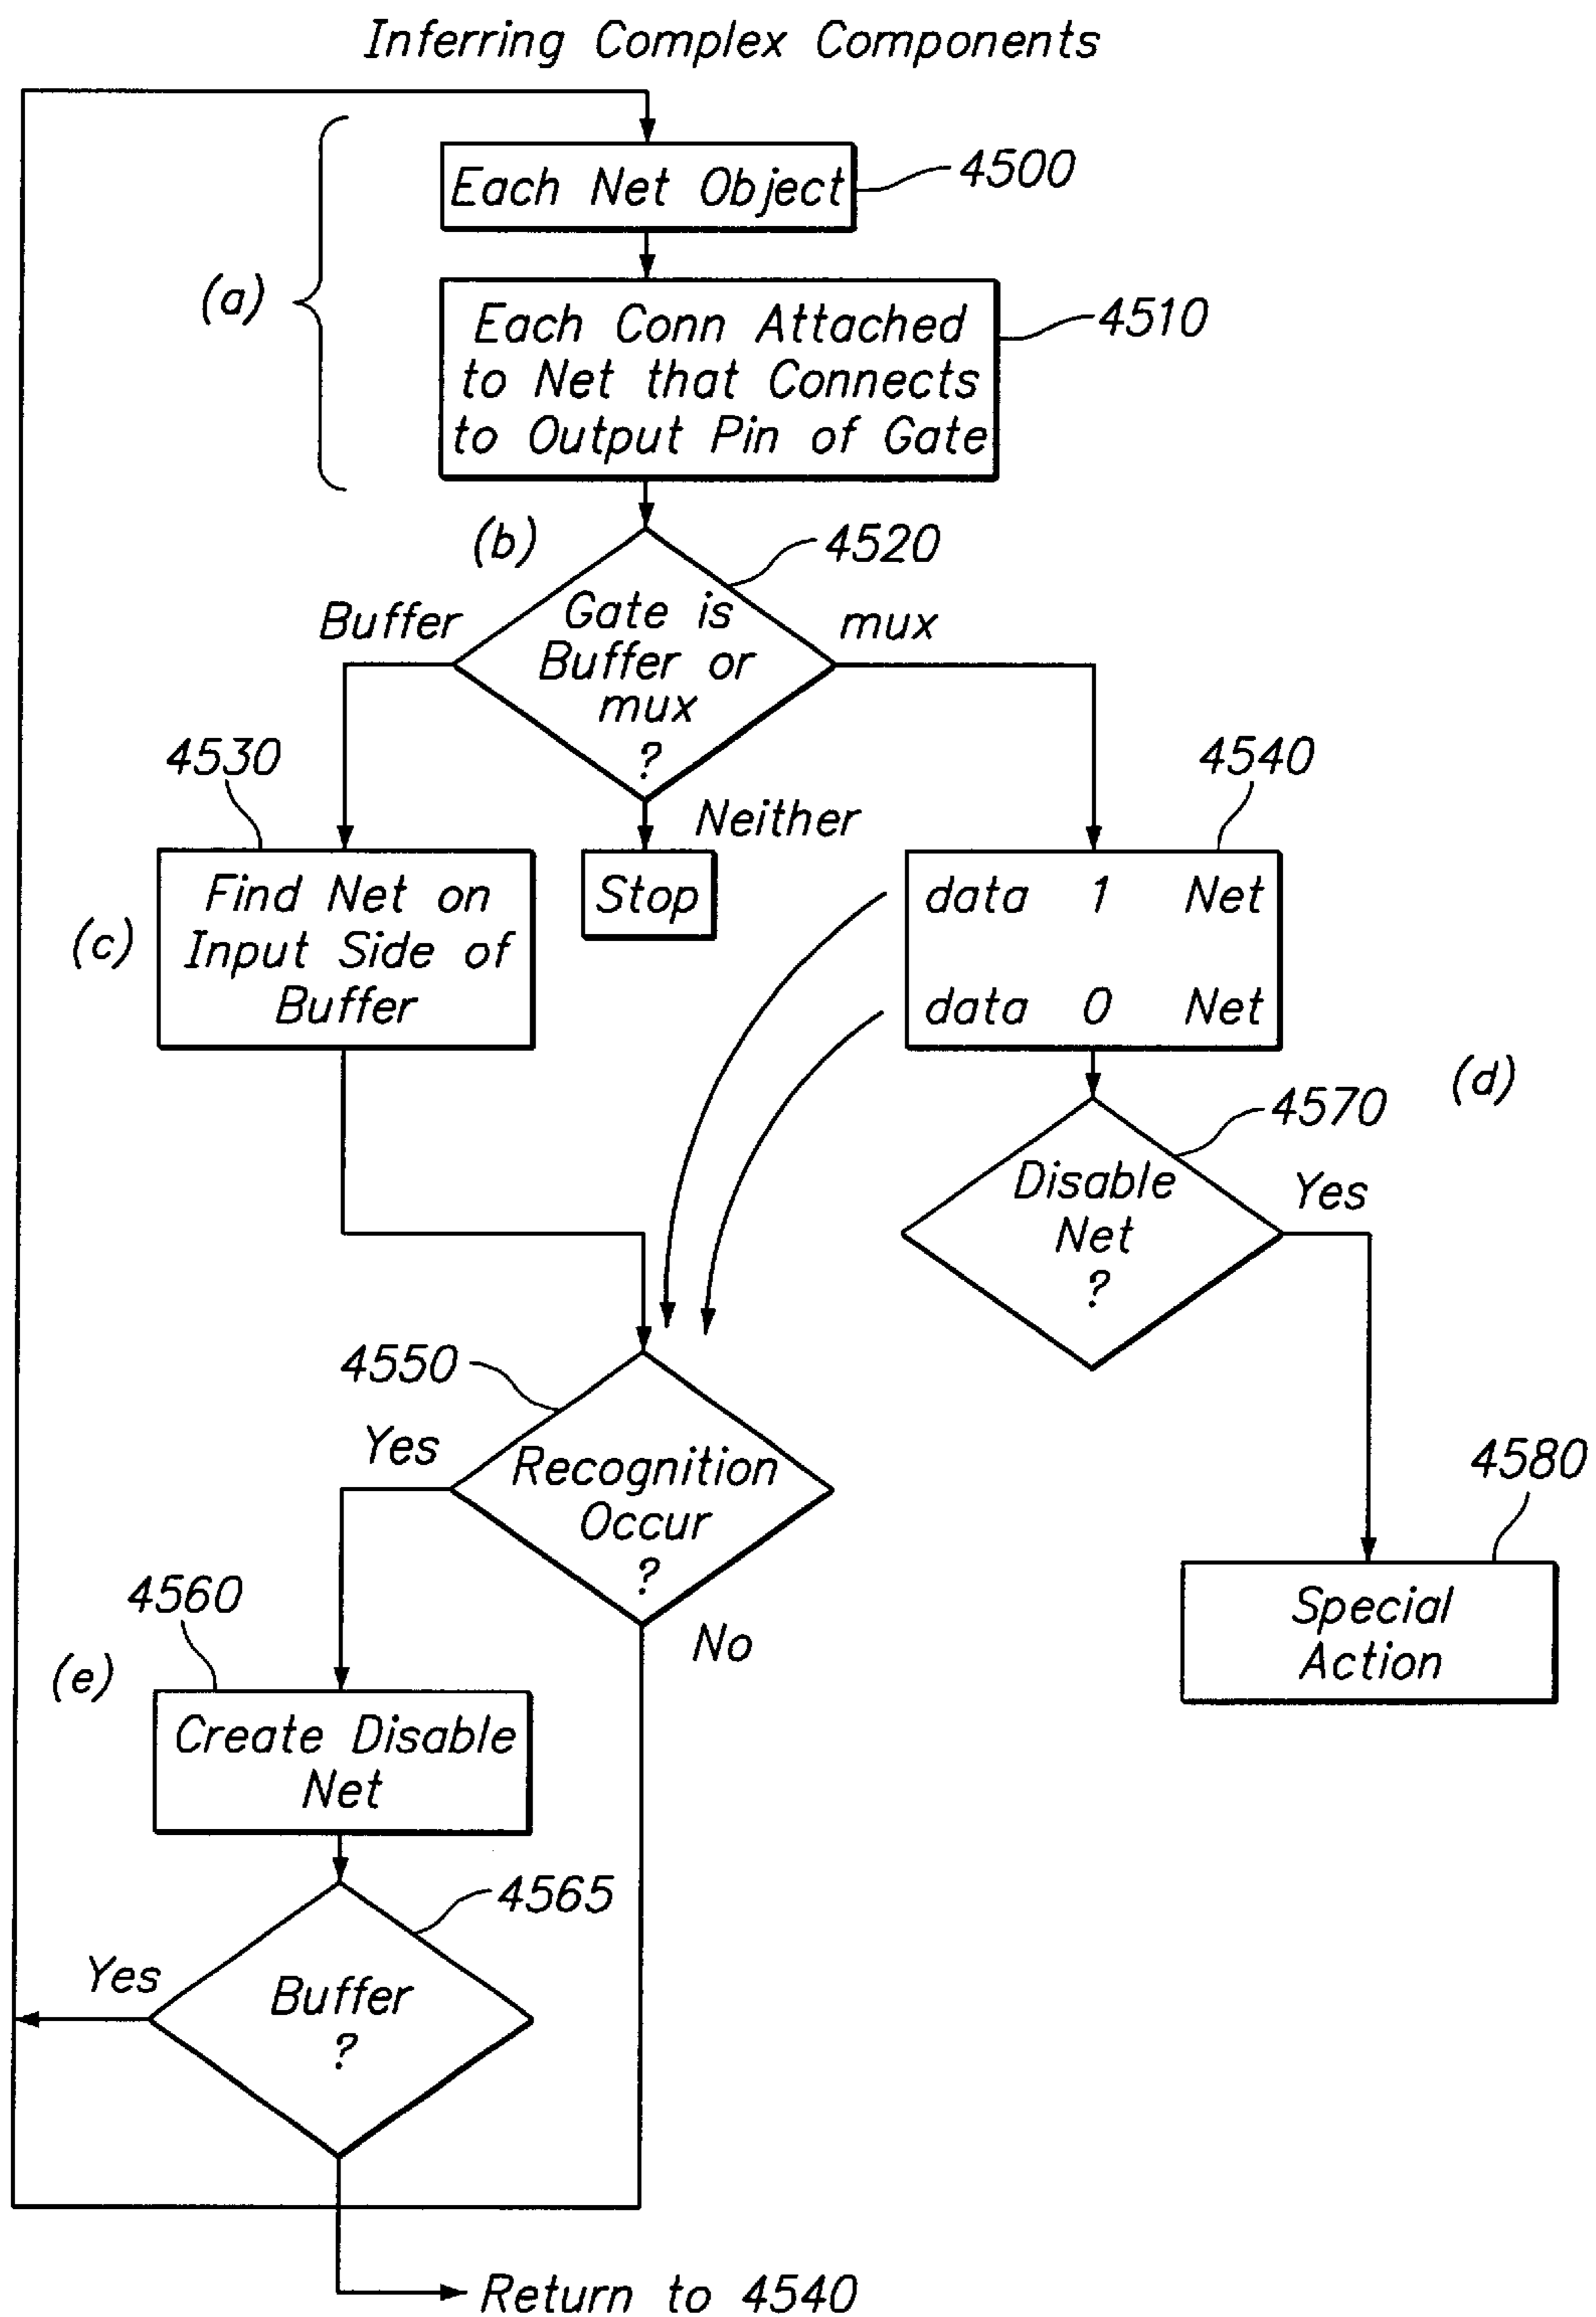 Inferring Complex Components
Each Net Object
4500
(a)
Each Conn Attached
to Net that Connects
to Output Pin of Gate
4510
(b)
4520
Buffer
Gate is
Buffer or
mux
?
mux
4530
4540
Neither
(c)
Find Net on
Input Side of
Buffer
Stop
data 1 Net
data 0 Net
(d)
4570
Disable
Net
?
Yes
4550
Yes
Recognition
Occur
?
No
4580
Special
Action
4560
(e)
Create Disable
Net
4565
Yes
Buffer
?
Return to 4540